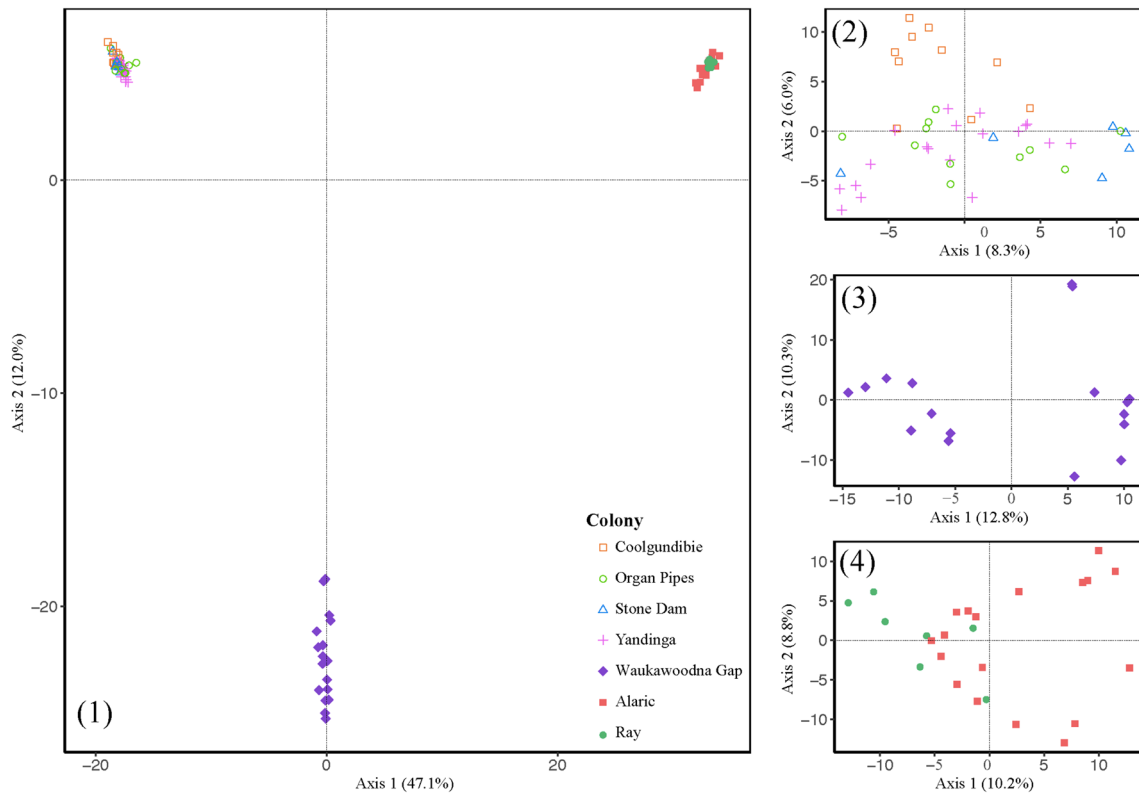 0
−10
−20
−20
0
20
Axis 2 (12.0%)
Axis 1 (47.1%)
(1)
Colony
Coolgundibie
Organ Pipes
Stone Dam
Yandinga
Waukawoodna Gap
Alaric
Ray
(2)
10
5
0
−5
−5
0
5
10
Axis 2 (6.0%)
Axis 1 (8.3%)
(3)
20
10
0
−10
−15
−10
−5
0
5
10
Axis 2 (10.3%)
Axis 1 (12.8%)
(4)
10
5
0
−5
−10
−10
−5
0
5
10
Axis 2 (8.8%)
Axis 1 (10.2%)